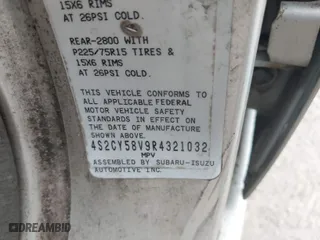 15X6 RIMS
AT 26PSI COLD.
REAR-2800 WITH
P225/75R15 TIRES &
15X6 RIMS
AT 26PSI COLD.
THIS VEHICLE CONFORMS TO
ALL APPLICABLE FEDERAL
MOTOR VEHICLE SAFETY
STANDARDS IN EFFECT ON
THE DATE OF MANUFACTURE
SHOWN ABOVE.
4S2CY58V9R4321032
MPV
ASSEMBLED BY SUBARU-ISUZU
AUTOMOTIVE INC.